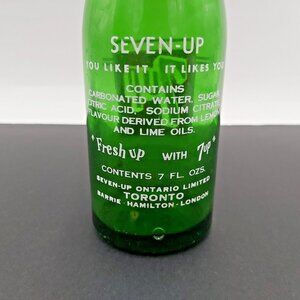 SEVEN-UP
YOU LIKE IT IT LIKES YOU
CONTAINS
CARBONATED WATER, SUGAR,
CITRIC ACID, SODIUM CITRATE,
FLAVOUR DERIVED FROM LEMON
AND LIME OILS.
"Fresh up WITH 7up"
CONTENTS 7 FL. OZS.
SEVEN-UP ONTARIO LIMITED
TORONTO
BARRIE-HAMILTON-LONDON